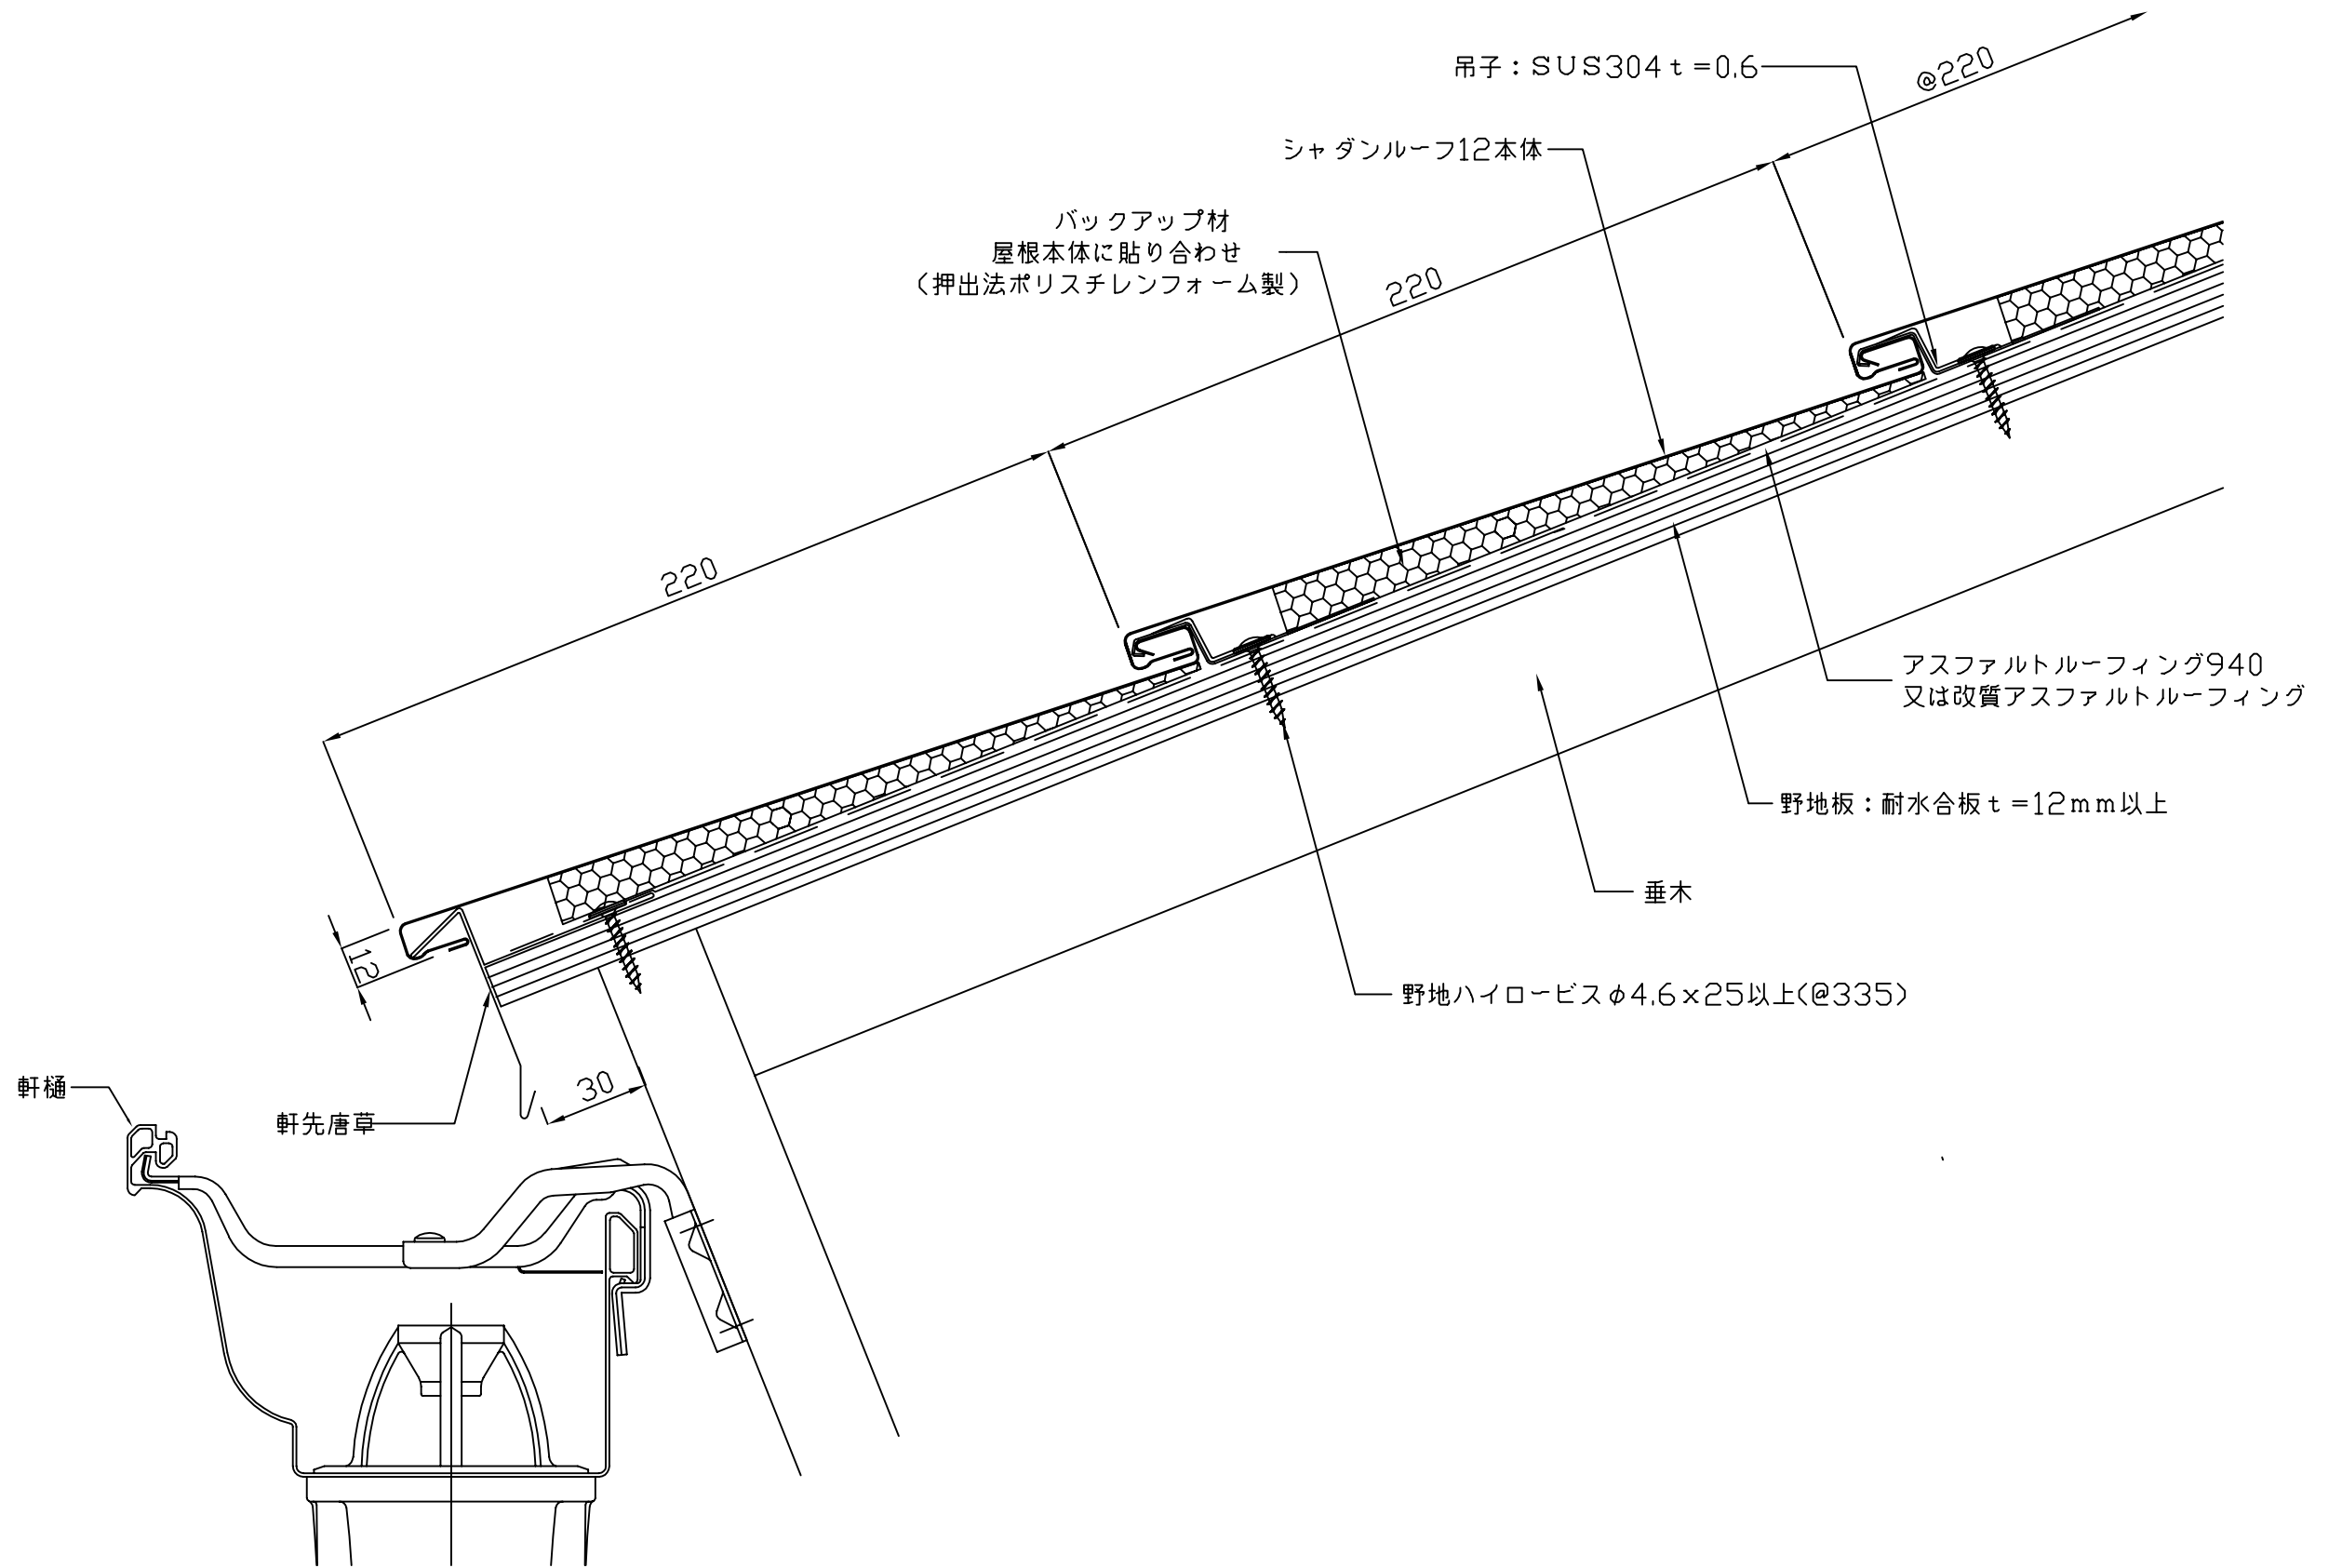 吊子：SUS304 t=0.6
@220
シャダンルーフ12本体
バックアップ材
屋根本体に貼り合わせ
（押出法ポリスチレンフォーム製）
220
220
アスファルトルーフィング940
又は改質アスファルトルーフィング
野地板：耐水合板 t=12mm以上
垂木
12
野地ハイロービスφ4.6×25以上(@335)
30
軒樋
軒先唐草